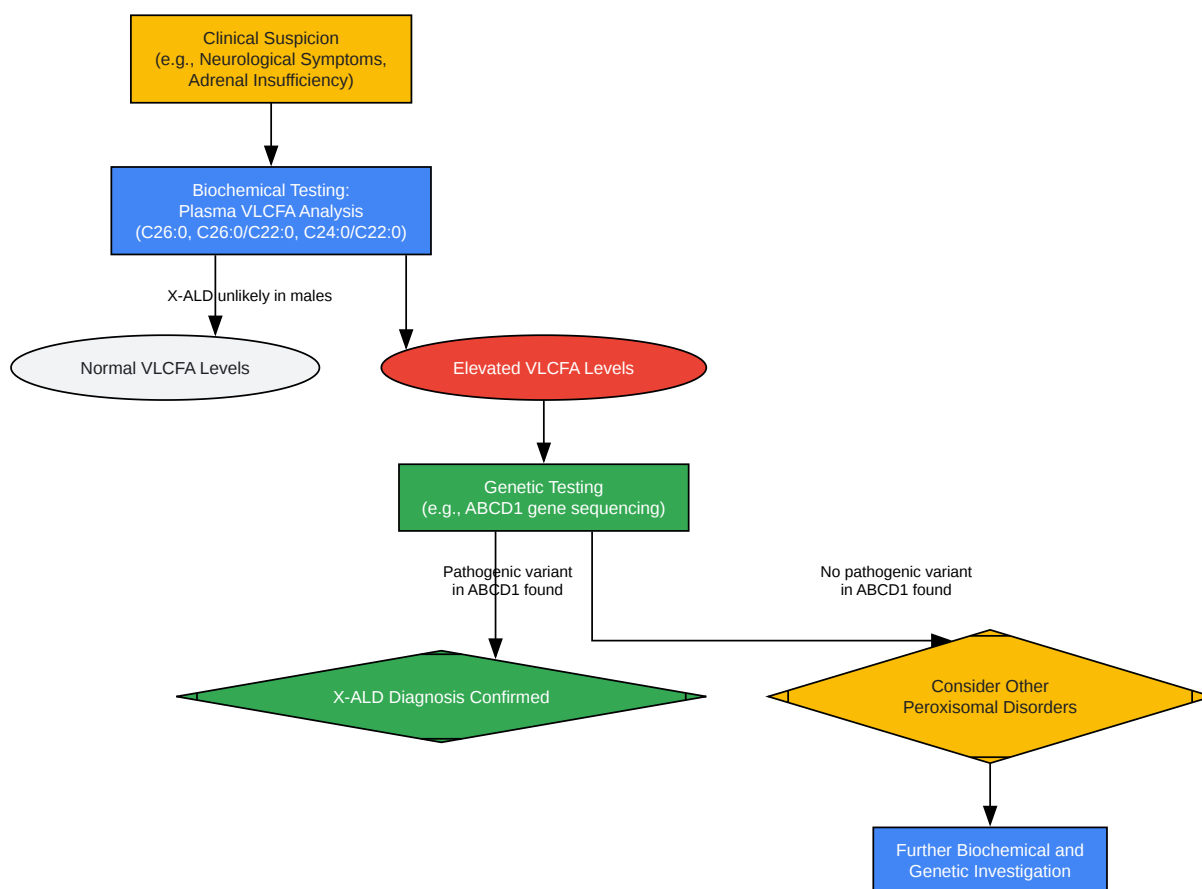 Clinical Suspicion
(e.g., Neurological Symptoms,
Adrenal Insufficiency)
Biochemical Testing:
Plasma VLCFA Analysis
(C26:0, C26:0/C22:0, C24:0/C22:0)
X-ALD unlikely in males
Normal VLCFA Levels
Elevated VLCFA Levels
Genetic Testing
(e.g., ABCD1 gene sequencing)
Pathogenic variant
in ABCD1 found
No pathogenic variant
in ABCD1 found
X-ALD Diagnosis Confirmed
Consider Other
Peroxisomal Disorders
Further Biochemical and
Genetic Investigation